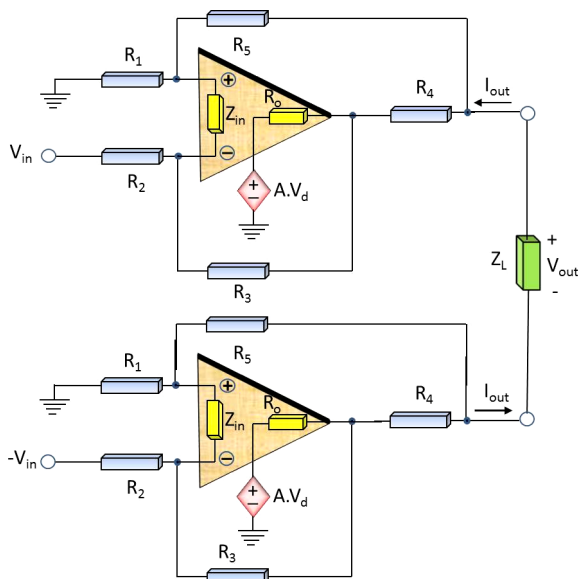 R1
R5
+
Zin
Ro
R4
Iout
Vin
R2
−
+
−
A.Vd
R3
ZL
+
Vout
-
R1
R5
+
Zin
Ro
R4
Iout
-Vin
R2
−
+
−
A.Vd
R3